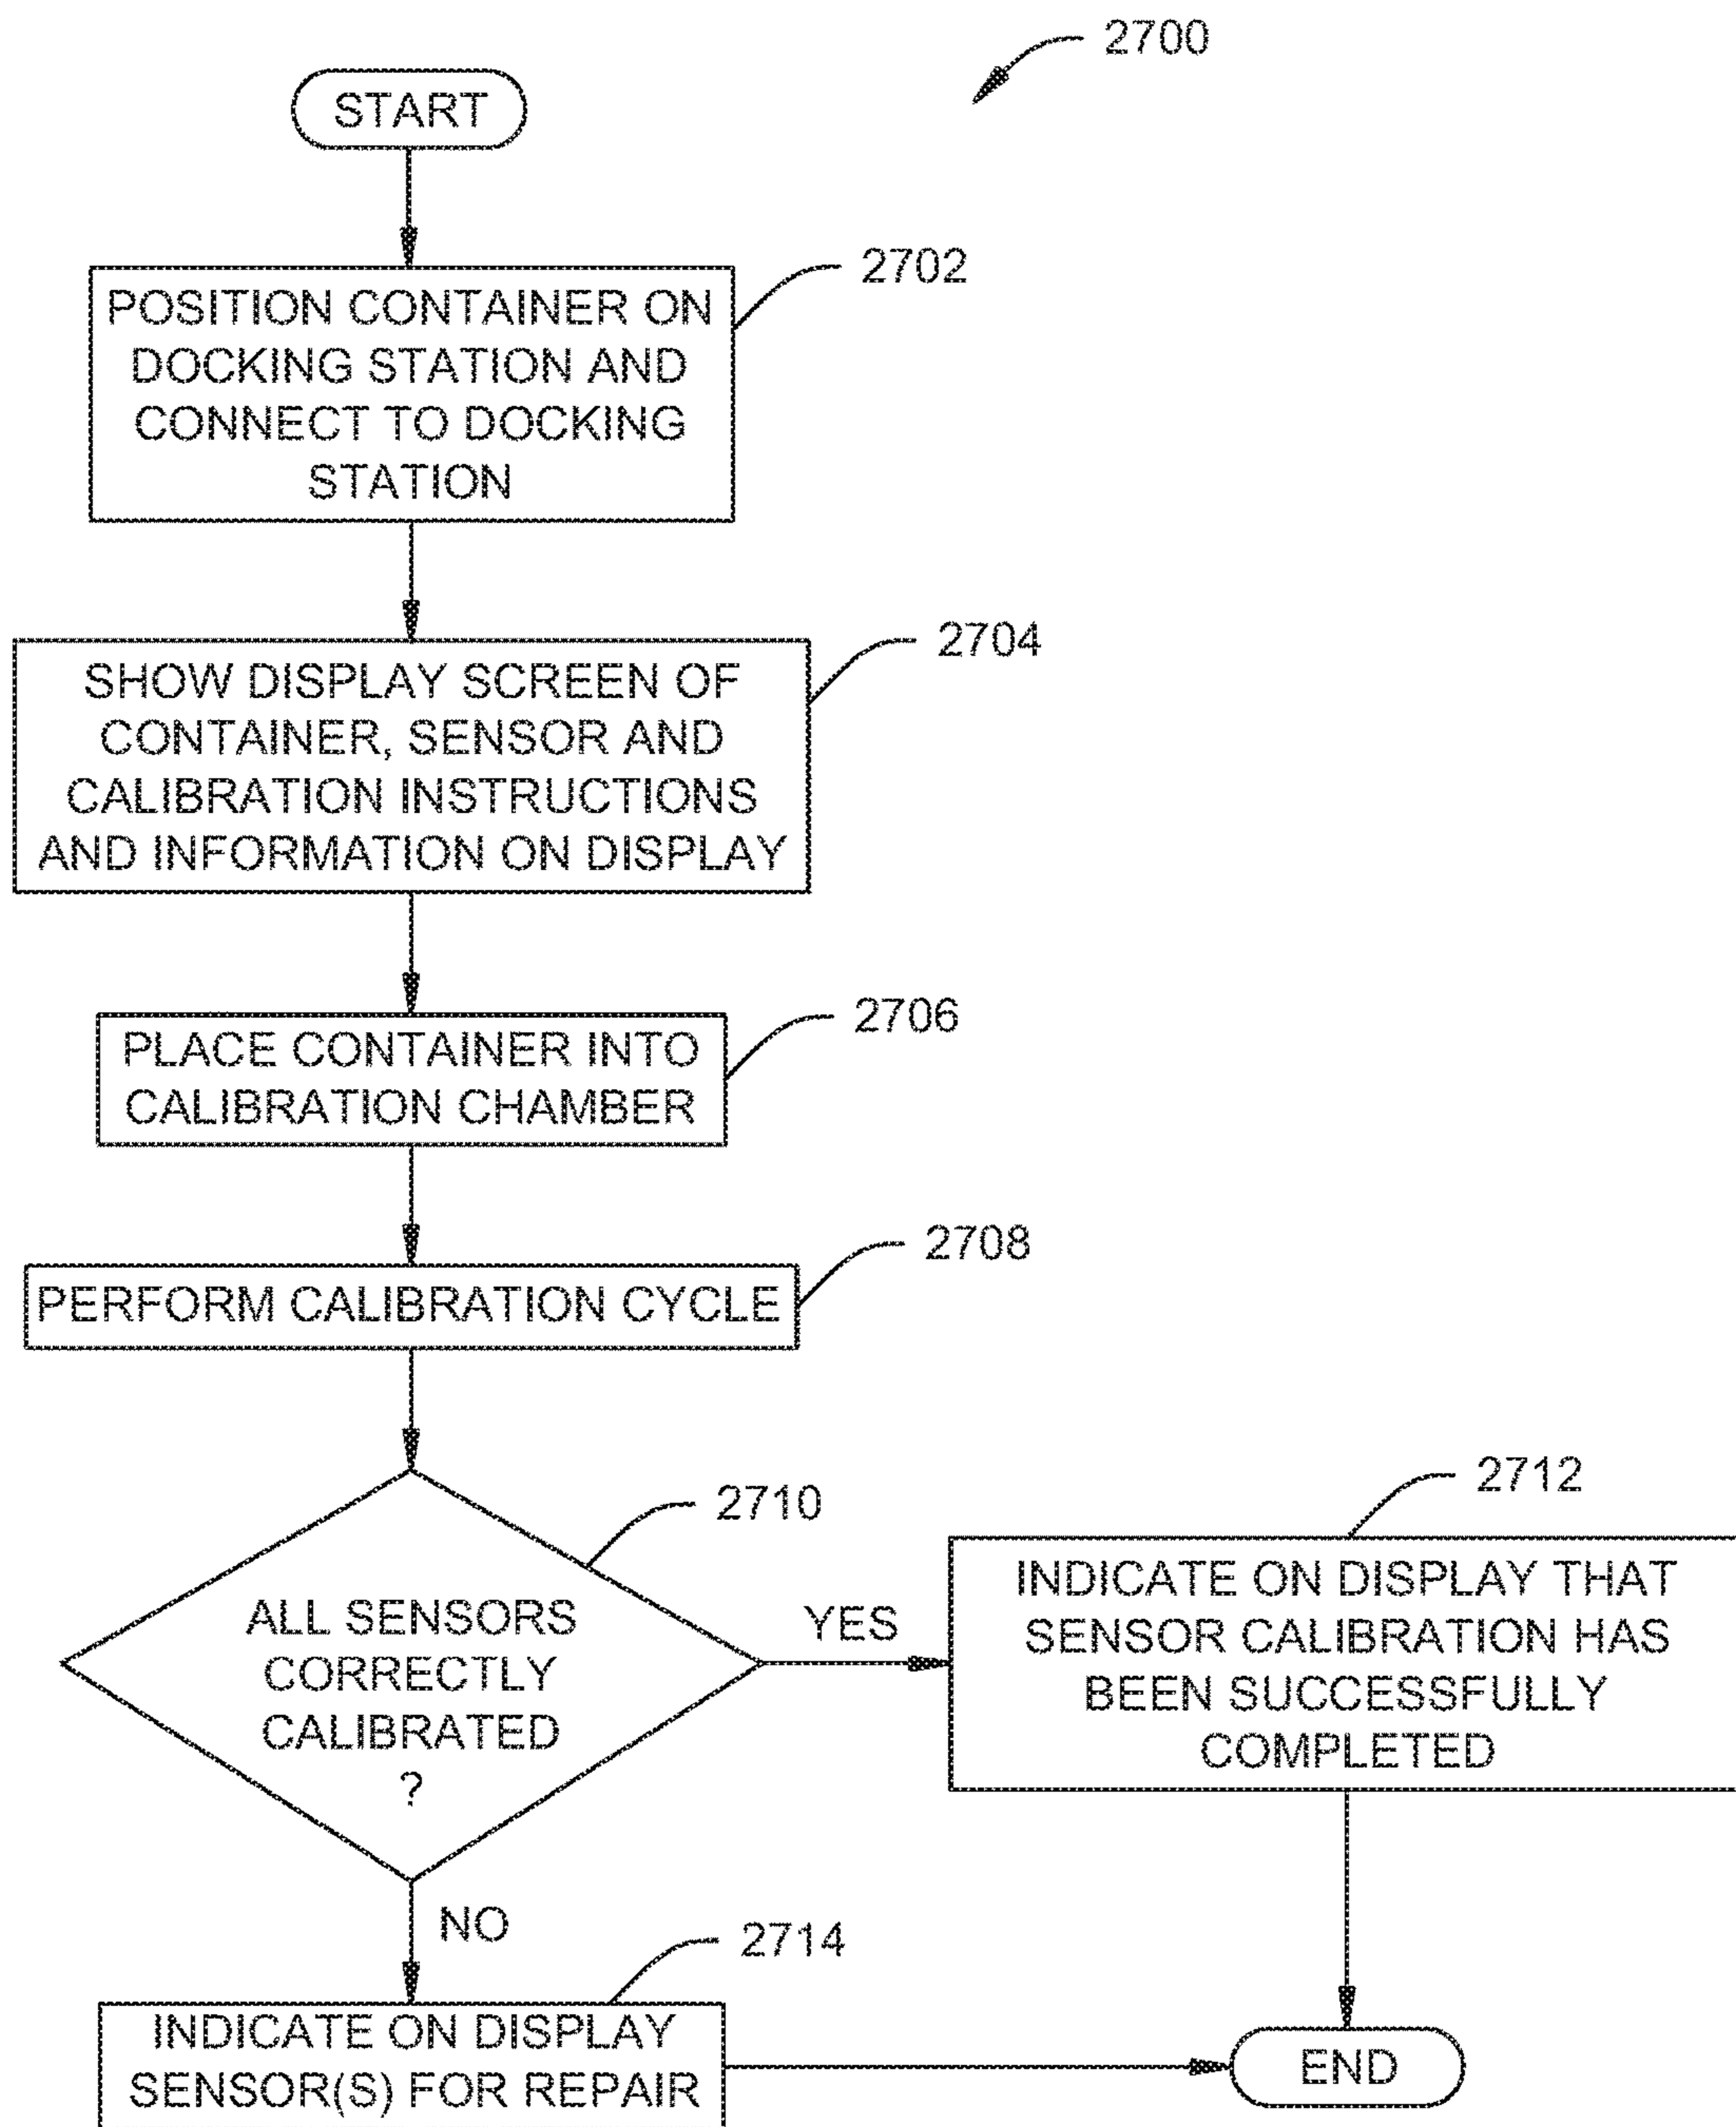 2700
START
2702
POSITION CONTAINER ON
DOCKING STATION AND
CONNECT TO DOCKING
STATION
2704
SHOW DISPLAY SCREEN OF
CONTAINER, SENSOR AND
CALIBRATION INSTRUCTIONS
AND INFORMATION ON DISPLAY
2706
PLACE CONTAINER INTO
CALIBRATION CHAMBER
2708
PERFORM CALIBRATION CYCLE
2710
ALL SENSORS
CORRECTLY
CALIBRATED
?
YES
2712
INDICATE ON DISPLAY THAT
SENSOR CALIBRATION HAS
BEEN SUCCESSFULLY
COMPLETED
NO
2714
INDICATE ON DISPLAY
SENSOR(S) FOR REPAIR
END